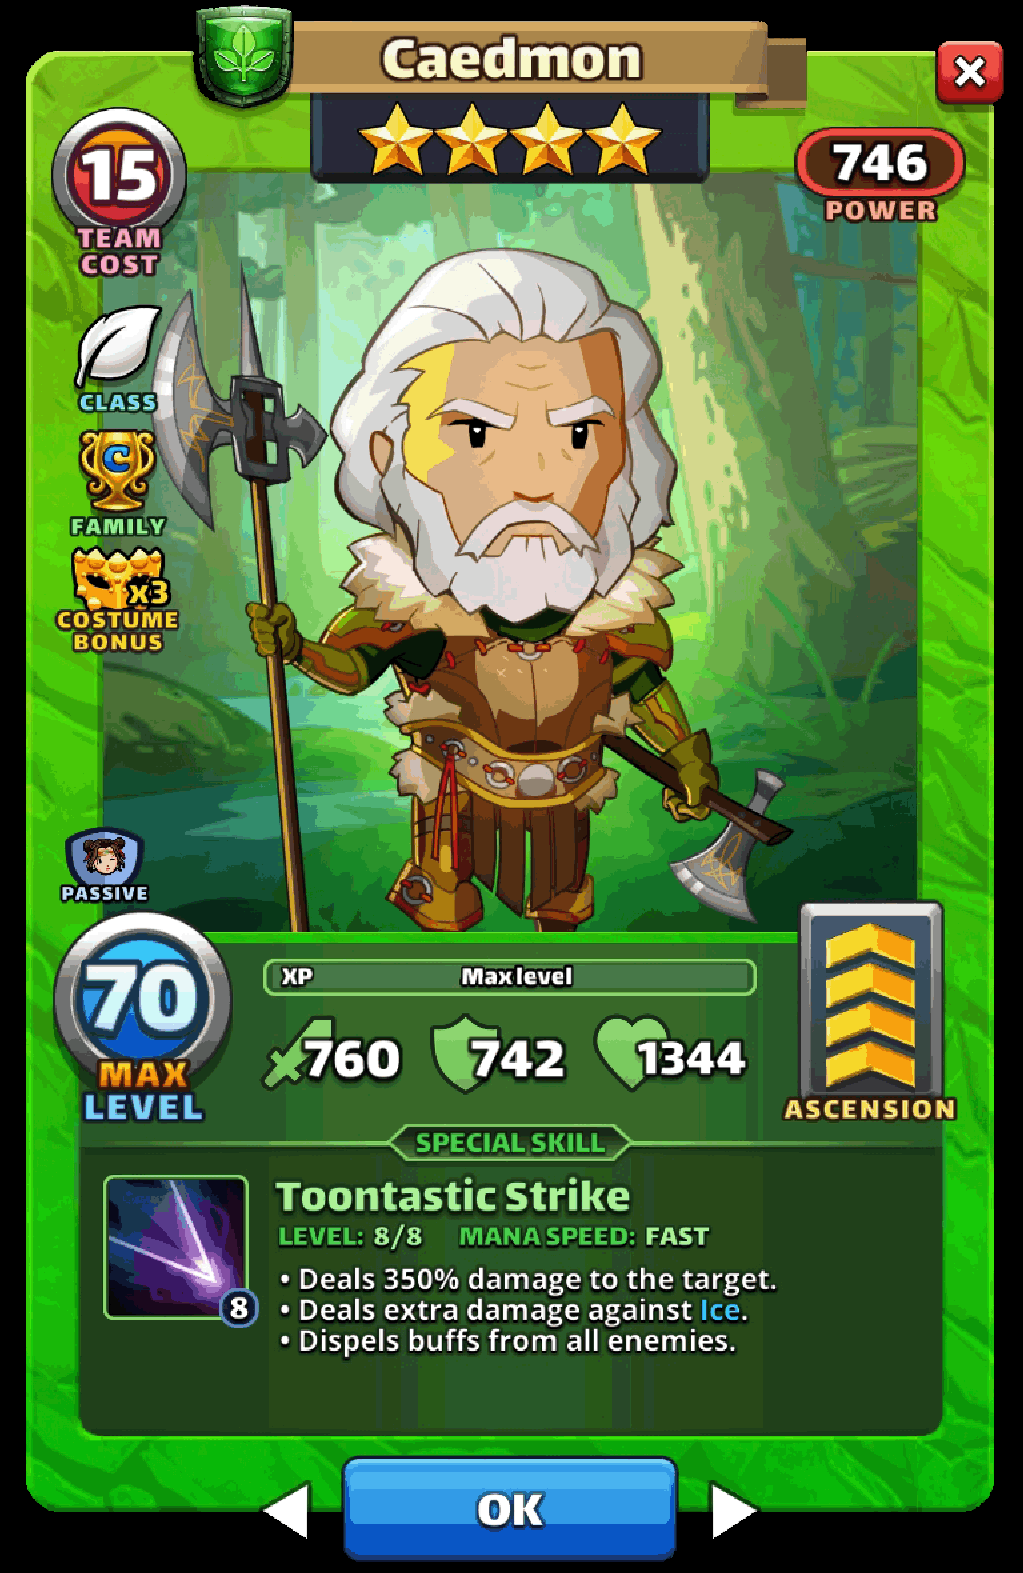 Caedmon
15
TEAM
COST
746
POWER
CLASS
C
FAMILY
x3
COSTUME
BONUS
PASSIVE
70
MAX
LEVEL
XP Max level
760 742 1344
ASCENSION
SPECIAL SKILL
Toontastic Strike
LEVEL: 8/8 MANA SPEED: FAST
8
• Deals 350% damage to the target.
• Deals extra damage against Ice.
• Dispels buffs from all enemies.
OK